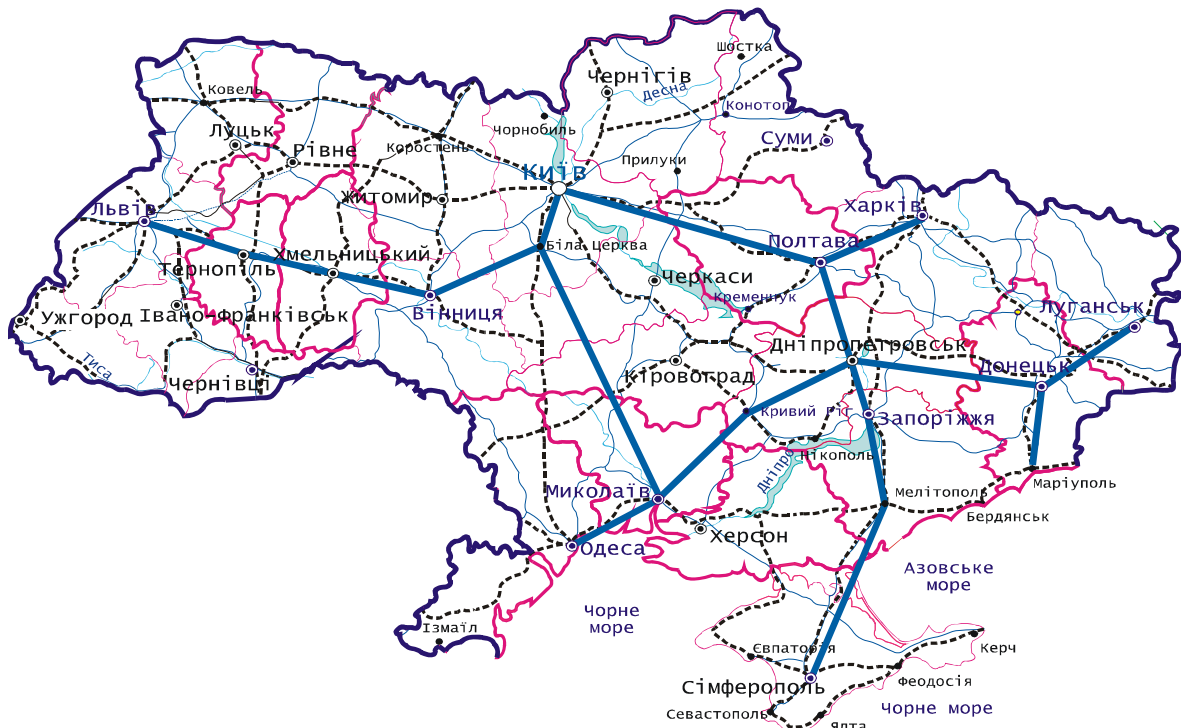 Шостка
Чернігів
Десна
Ковель
Конотоп
Чорнобиль
Луцьк
Суми
Рівне
Коростень
Прилуки
Київ
Житомир
Львів
Харків
Полтава
Біла Церква
Хмельницький
Тернопіль
Черкаси
Кременчук
Вінниця
Луганськ
Ужгород
Івано-Франківськ
Дніпропетровськ
Донецьк
Тиса
Кіровоград
Чернівці
Кривий Ріг
Запоріжжя
Нікополь
Дніпро
Маріуполь
Миколаїв
Мелітополь
Бердянськ
Херсон
Одеса
Азовське
море
Чорне
море
Ізмаїл
Керч
Євпаторія
Феодосія
Сімферополь
Чорне море
Севастополь
Ялта